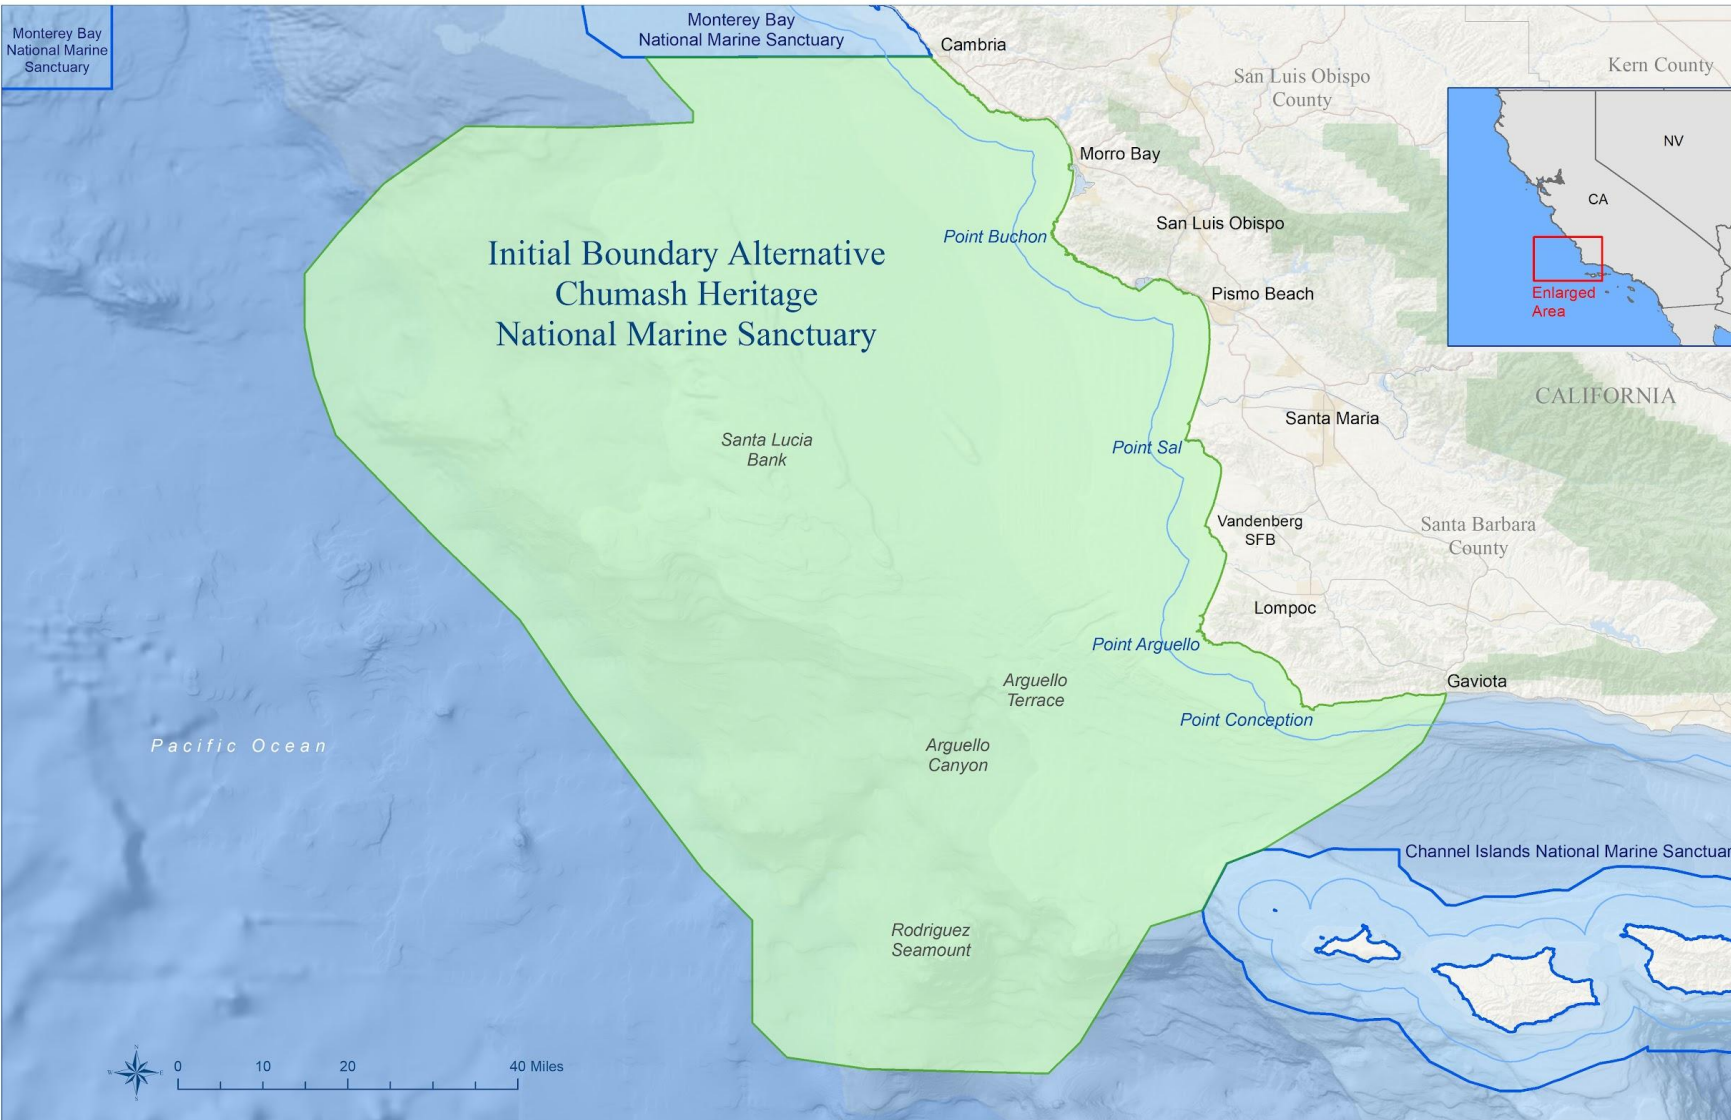 Monterey Bay
National Marine
Sanctuary
Monterey Bay
National Marine Sanctuary
Cambria
San Luis Obispo
County
Kern County
NV
CA
Enlarged
Area
Morro Bay
San Luis Obispo
Point Buchon
Pismo Beach
Initial Boundary Alternative
Chumash Heritage
National Marine Sanctuary
CALIFORNIA
Santa Maria
Santa Lucia
Bank
Point Sal
Vandenberg
SFB
Santa Barbara
County
Lompoc
Point Arguello
Arguello
Terrace
Gaviota
Point Conception
Pacific Ocean
Arguello
Canyon
Channel Islands National Marine Sanctuar
Rodriguez
Seamount
N
W E
S
0 10 20 40 Miles